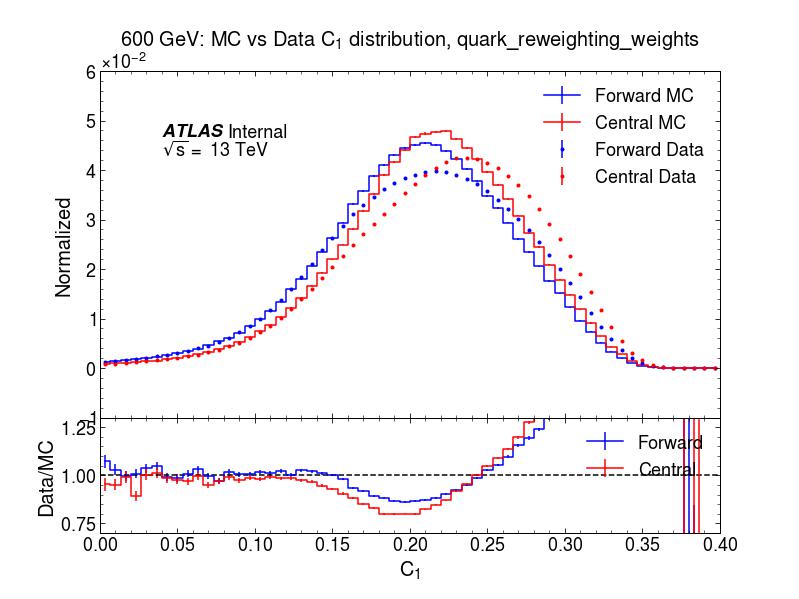 600 GeV: MC vs Data C₁ distribution, quark_reweighting_weights
×10⁻²
6
5
4
3
2
1
0
−1
Normalized
ATLAS Internal
√s = 13 TeV
Forward MC
Central MC
Forward Data
Central Data
1.25
1.00
0.75
Data/MC
Forward
Central
0.00 0.05 0.10 0.15 0.20 0.25 0.30 0.35 0.40
C₁